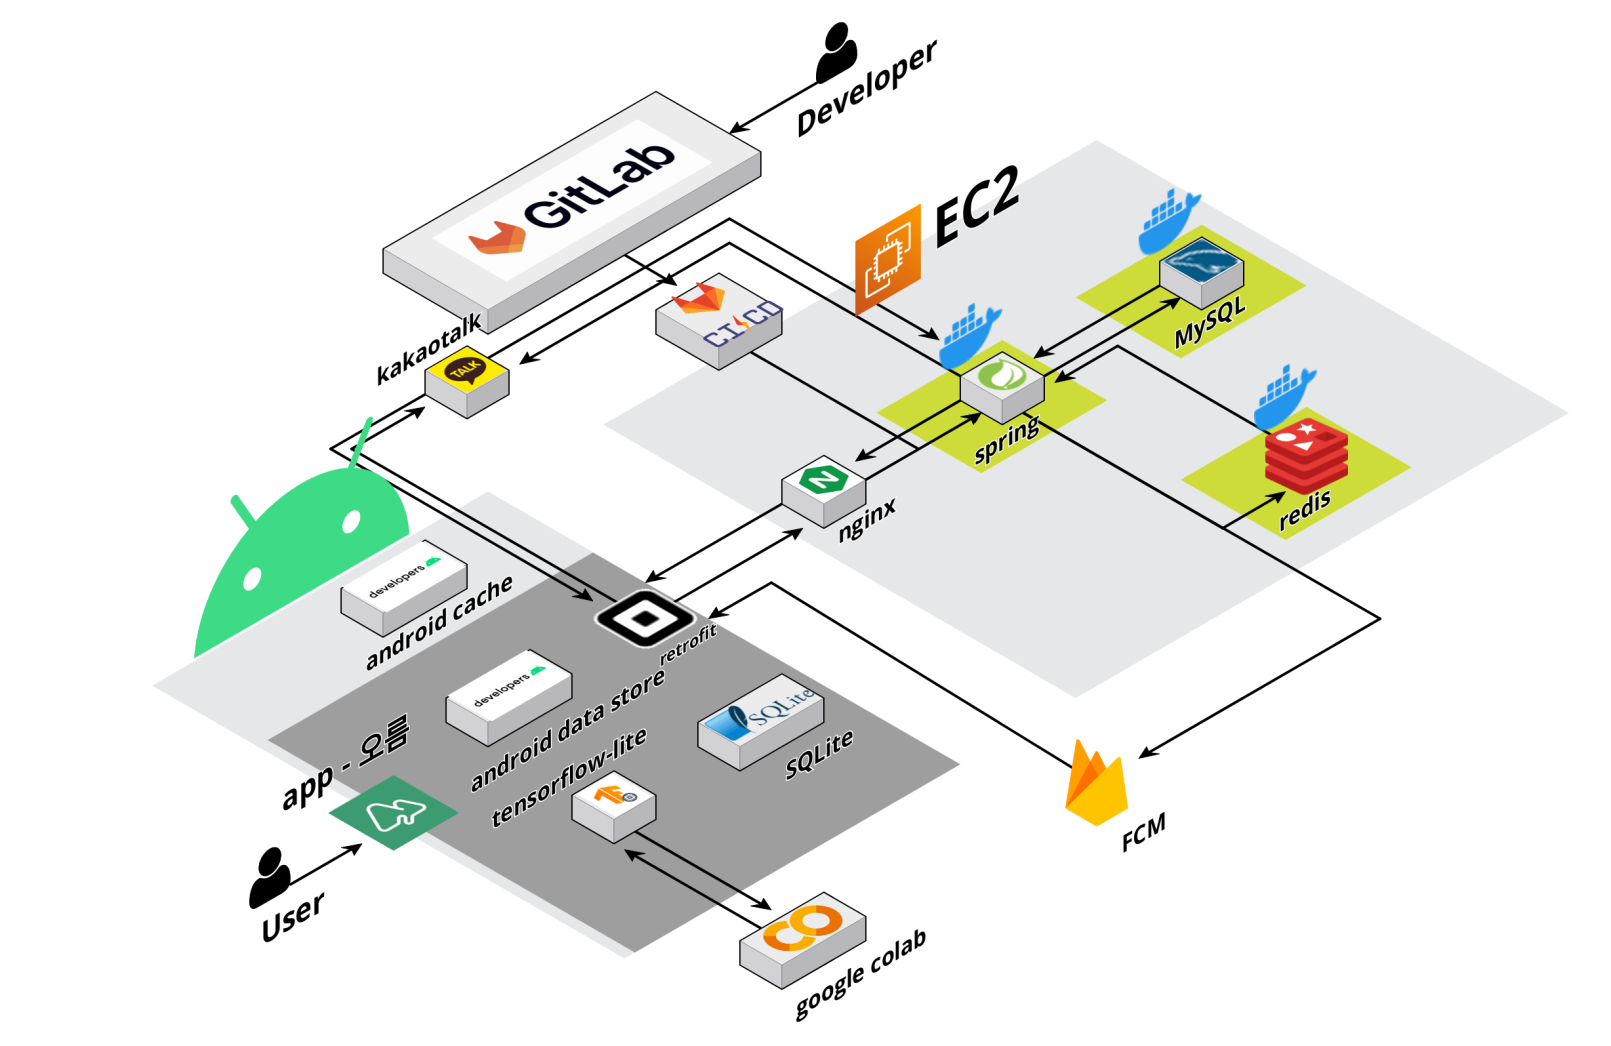 Developer
GitLab
EC2
kakaotalk
TALK
CI CD
MySQL
spring
redis
nginx
developers
android cache
retrofit
developers
android data store
SQLite
SQLite
app - 오름
tensorflow-lite
FCM
User
google colab